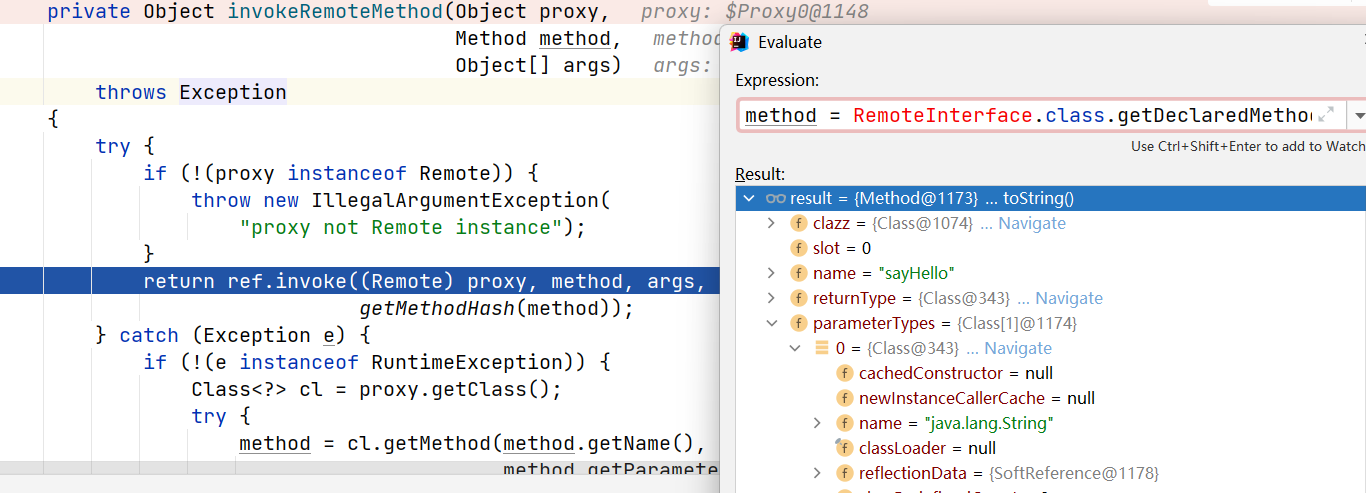 private Object invokeRemoteMethod(Object proxy,   proxy: $Proxy0@1148
Method method,   method
Object[] args)   args:
throws Exception
{
try {
if (!(proxy instanceof Remote)) {
throw new IllegalArgumentException(
"proxy not Remote instance");
}
return ref.invoke((Remote) proxy, method, args,
getMethodHash(method));
} catch (Exception e) {
if (!(e instanceof RuntimeException)) {
Class<?> cl = proxy.getClass();
try {
method = cl.getMethod(method.getName(),
Evaluate
Expression:
method = RemoteInterface.class.getDeclaredMethod
Use Ctrl+Shift+Enter to add to Watch
Result:
result = {Method@1173} ... toString()
clazz = {Class@1074} ... Navigate
slot = 0
name = "sayHello"
returnType = {Class@343} ... Navigate
parameterTypes = {Class[1]@1174}
0 = {Class@343} ... Navigate
cachedConstructor = null
newInstanceCallerCache = null
name = "java.lang.String"
classLoader = null
reflectionData = {SoftReference@1178}